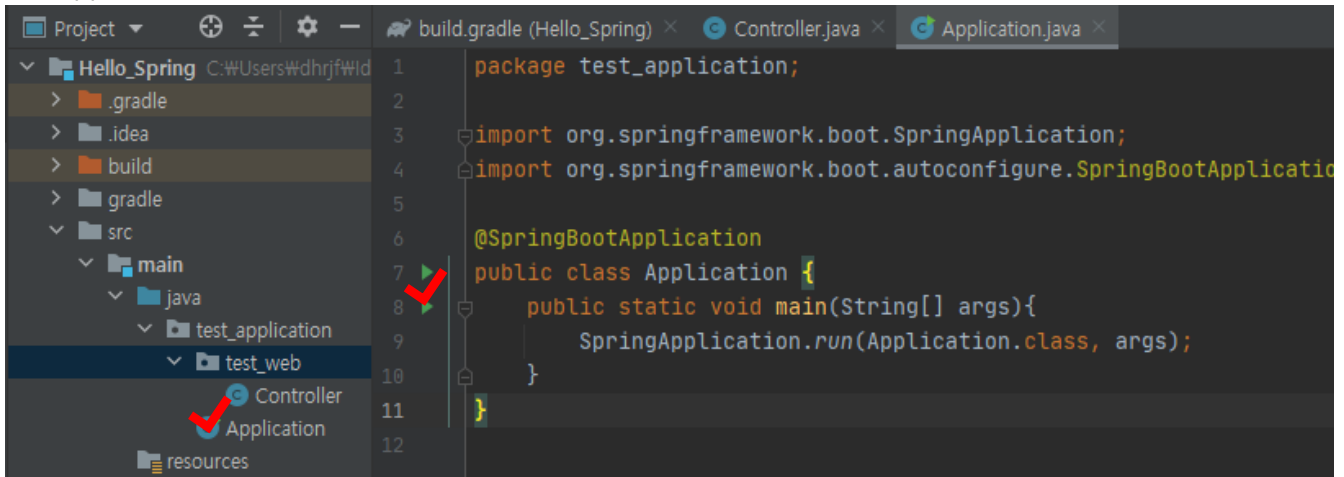 Project
build.gradle (Hello_Spring)
Controller.java
Application.java
Hello_Spring C:₩Users₩dhrjf₩Id
.gradle
.idea
build
gradle
src
main
java
test_application
test_web
Controller
Application
resources
1 package test_application;
2
3 import org.springframework.boot.SpringApplication;
4 import org.springframework.boot.autoconfigure.SpringBootApplicatio
5
6 @SpringBootApplication
7 public class Application {
8 public static void main(String[] args){
9 SpringApplication.run(Application.class, args);
10 }
11 }
12